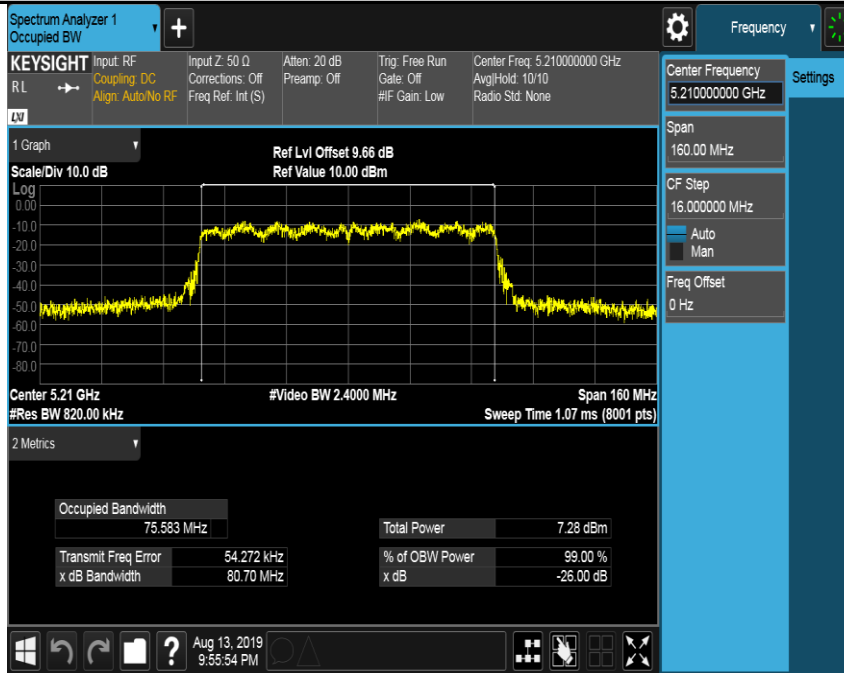 Spectrum Analyzer 1
Occupied BW
+
Frequency
KEYSIGHT
R L
LXI
Input: RF
Coupling: DC
Align: Auto/No RF
Input Z: 50 Ω
Corrections: Off
Freq Ref: Int (S)
Atten: 20 dB
Preamp: Off
Trig: Free Run
Gate: Off
#IF Gain: Low
Center Freq: 5.210000000 GHz
Avg|Hold: 10/10
Radio Std: None
Center Frequency
5.210000000 GHz
Settings
Span
160.00 MHz
CF Step
16.000000 MHz
Auto
Man
Freq Offset
0 Hz
1 Graph
Scale/Div 10.0 dB
Ref Lvl Offset 9.66 dB
Ref Value 10.00 dBm
Log
0.00
-10.0
-20.0
-30.0
-40.0
-50.0
-60.0
-70.0
-80.0
Center 5.21 GHz
#Video BW 2.4000 MHz
Span 160 MHz
#Res BW 820.00 kHz
Sweep Time 1.07 ms (8001 pts)
2 Metrics
Occupied Bandwidth
75.583 MHz
Total Power 7.28 dBm
Transmit Freq Error 54.272 kHz
% of OBW Power 99.00 %
x dB Bandwidth 80.70 MHz
x dB -26.00 dB
?
Aug 13, 2019
9:55:54 PM